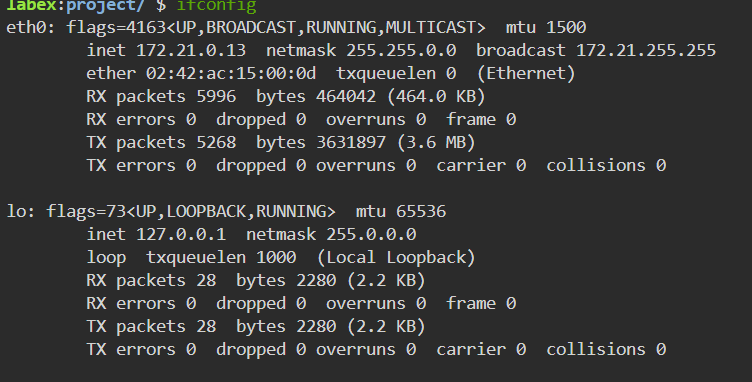 labex:project/ $ ifconfig
eth0: flags=4163<UP,BROADCAST,RUNNING,MULTICAST>  mtu 1500
        inet 172.21.0.13  netmask 255.255.0.0  broadcast 172.21.255.255
        ether 02:42:ac:15:00:0d  txqueuelen 0  (Ethernet)
        RX packets 5996  bytes 464042 (464.0 KB)
        RX errors 0  dropped 0  overruns 0  frame 0
        TX packets 5268  bytes 3631897 (3.6 MB)
        TX errors 0  dropped 0 overruns 0  carrier 0  collisions 0

lo: flags=73<UP,LOOPBACK,RUNNING>  mtu 65536
        inet 127.0.0.1  netmask 255.0.0.0
        loop  txqueuelen 1000  (Local Loopback)
        RX packets 28  bytes 2280 (2.2 KB)
        RX errors 0  dropped 0  overruns 0  frame 0
        TX packets 28  bytes 2280 (2.2 KB)
        TX errors 0  dropped 0 overruns 0  carrier 0  collisions 0